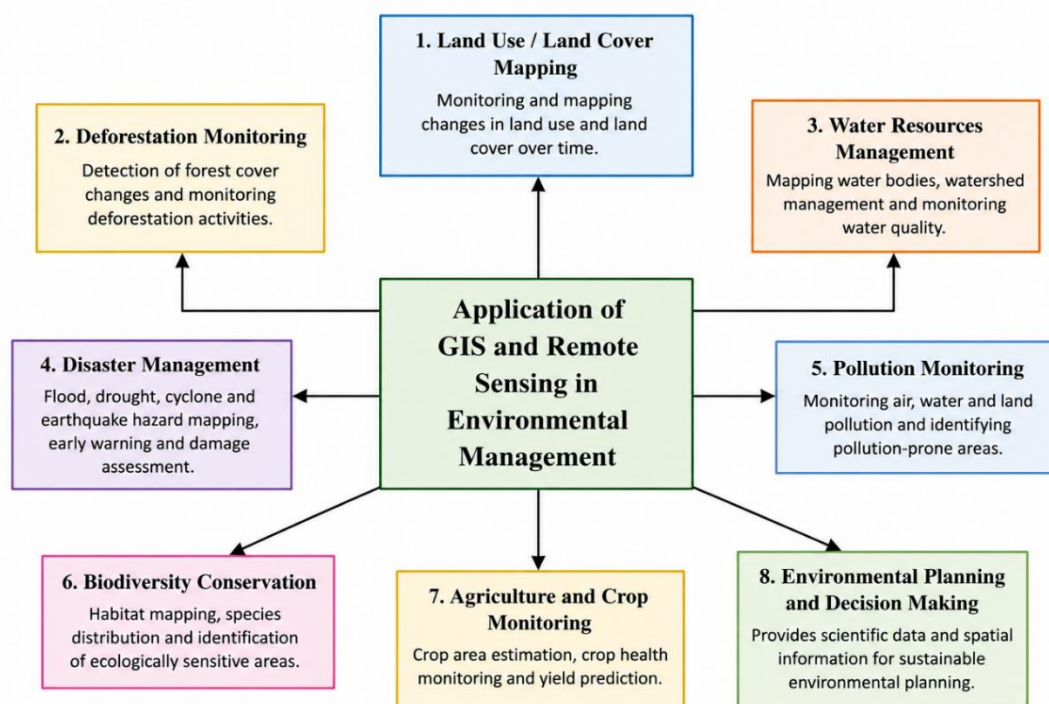 1. Land Use / Land Cover
Mapping
Monitoring and mapping
changes in land use and land
cover over time.
2. Deforestation Monitoring
Detection of forest cover
changes and monitoring
deforestation activities.
3. Water Resources
Management
Mapping water bodies, watershed
management and monitoring
water quality.
Application of
GIS and Remote
Sensing in
Environmental
Management
4. Disaster Management
Flood, drought, cyclone and
earthquake hazard mapping,
early warning and damage
assessment.
5. Pollution Monitoring
Monitoring air, water and land
pollution and identifying
pollution-prone areas.
6. Biodiversity Conservation
Habitat mapping, species
distribution and identification
of ecologically sensitive areas.
7. Agriculture and Crop
Monitoring
Crop area estimation, crop health
monitoring and yield prediction.
8. Environmental Planning
and Decision Making
Provides scientific data and spatial
information for sustainable
environmental planning.